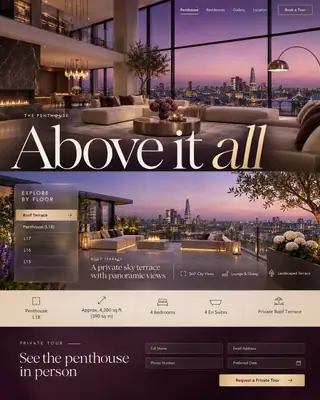 Penthouse
Residences
Gallery
Location
Book a Tour
THE PENTHOUSE
Above it all
EXPLORE
BY FLOOR
Roof Terrace
Penthouse (L18)
L17
L16
L15
ROOF TERRACE
A private sky terrace
with panoramic views
360° City Views
Lounge & Dining
Landscaped Terrace
Penthouse
L18
Approx. 4,200 sq.ft.
(390 sq m)
4 Bedrooms
4 En Suites
Private Roof Terrace
PRIVATE TOUR
See the penthouse
in person
Full Name
Email Address
Phone Number
Preferred Date
Request a Private Tour